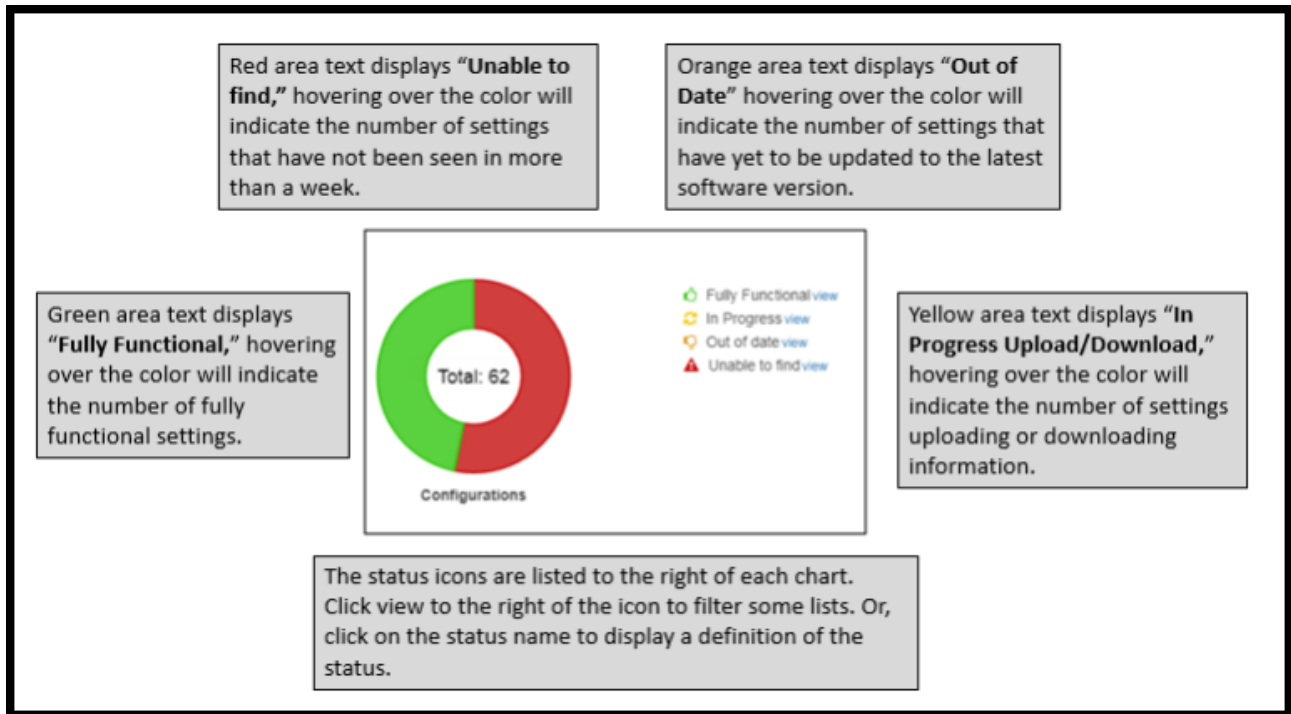 Red area text displays “Unable to
find,” hovering over the color will
indicate the number of settings
that have not been seen in more
than a week.
Orange area text displays “Out of
Date” hovering over the color will
indicate the number of settings that
have yet to be updated to the latest
software version.
Green area text displays
“Fully Functional,” hovering
over the color will indicate
the number of fully
functional settings.
Total: 62
Configurations
Fully Functional view
In Progress view
Out of date view
Unable to find view
Yellow area text displays “In
Progress Upload/Download,”
hovering over the color will
indicate the number of settings
uploading or downloading
information.
The status icons are listed to the right of each chart.
Click view to the right of the icon to filter some lists. Or,
click on the status name to display a definition of the
status.